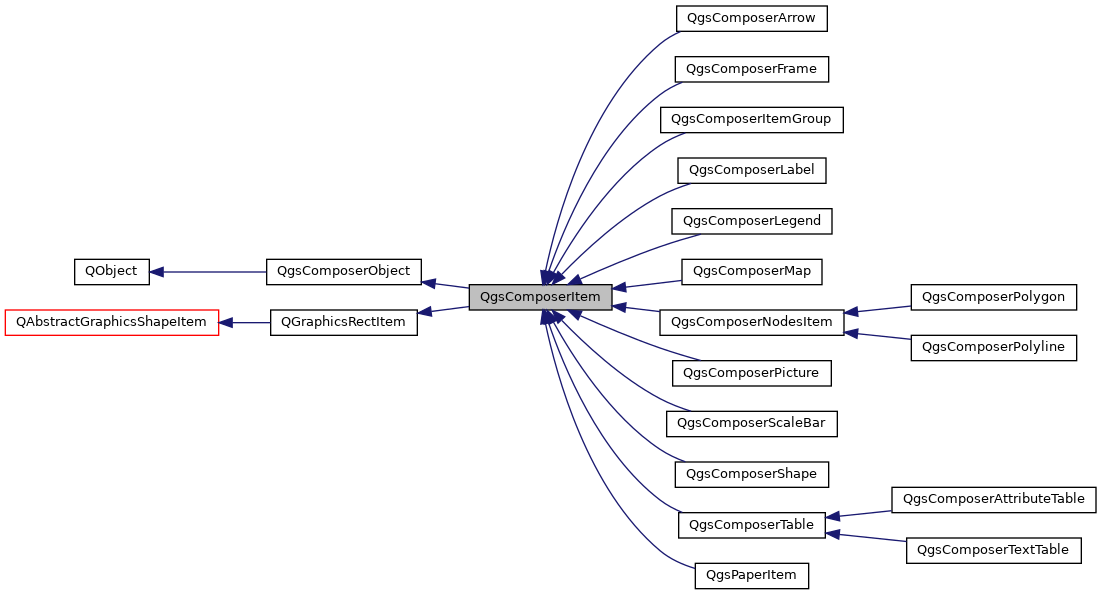 QgsComposerArrow
QgsComposerFrame
QgsComposerItemGroup
QgsComposerLabel
QgsComposerLegend
QObject
QgsComposerObject
QgsComposerMap
QgsComposerItem
QgsComposerPolygon
QAbstractGraphicsShapeItem
QGraphicsRectItem
QgsComposerNodesItem
QgsComposerPolyline
QgsComposerPicture
QgsComposerScaleBar
QgsComposerShape
QgsComposerAttributeTable
QgsComposerTable
QgsComposerTextTable
QgsPaperItem